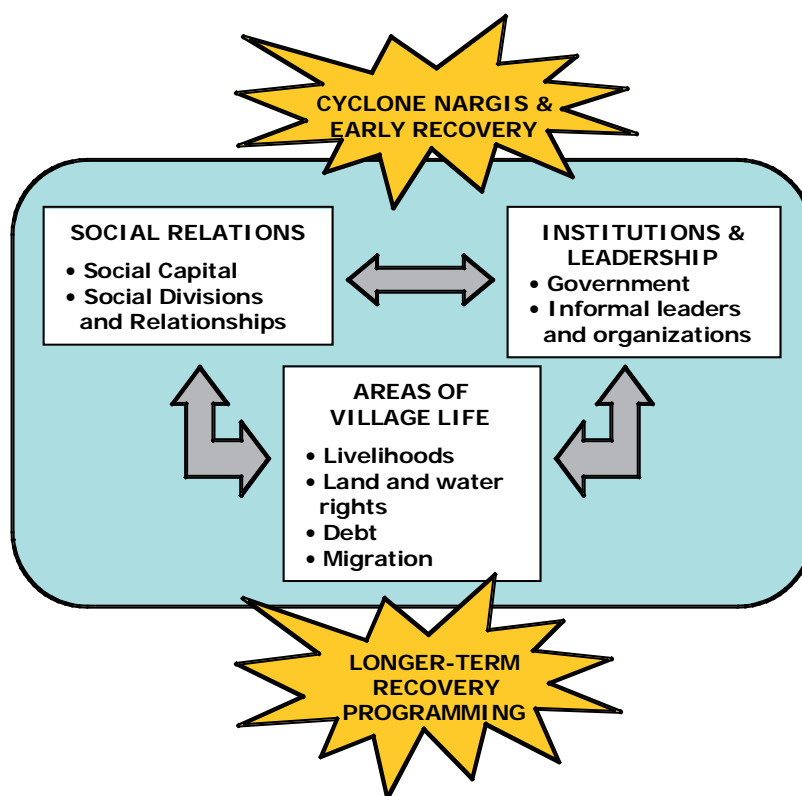 CYCLONE NARGIS &
EARLY RECOVERY
SOCIAL RELATIONS
• Social Capital
• Social Divisions
and Relationships
INSTITUTIONS &
LEADERSHIP
• Government
• Informal leaders
and organizations
AREAS OF
VILLAGE LIFE
• Livelihoods
• Land and water
rights
• Debt
• Migration
LONGER-TERM
RECOVERY
PROGRAMMING